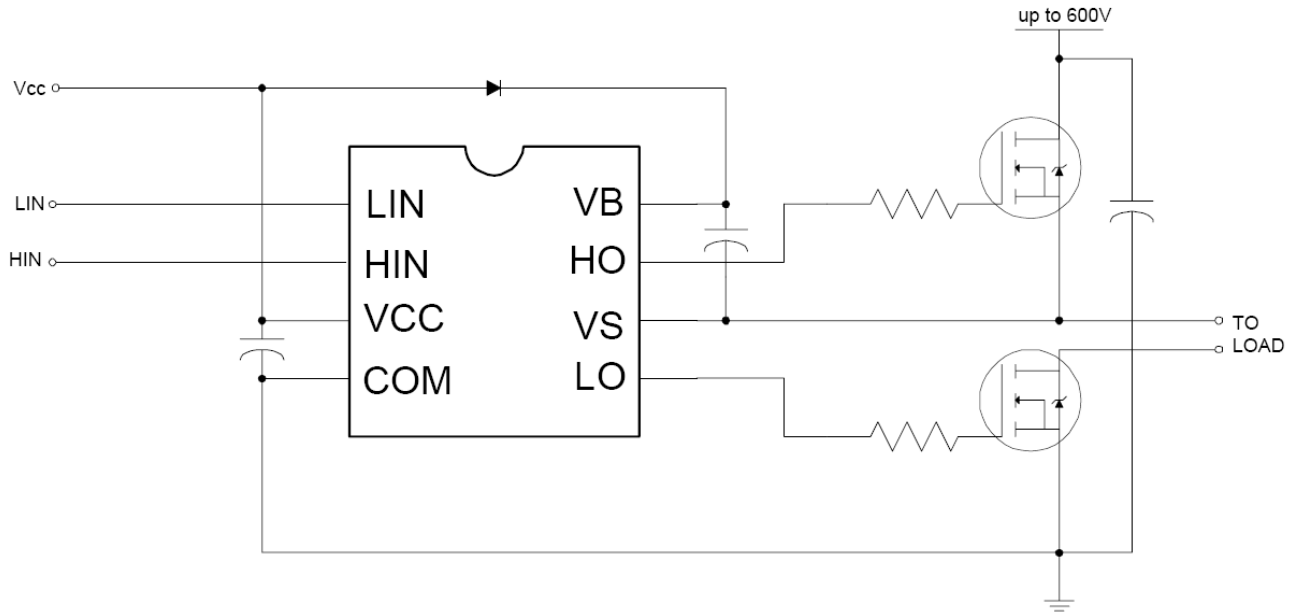 up to 600V
Vcc
LIN
HIN
LIN
HIN
VCC
COM
VB
HO
VS
LO
TO
LOAD